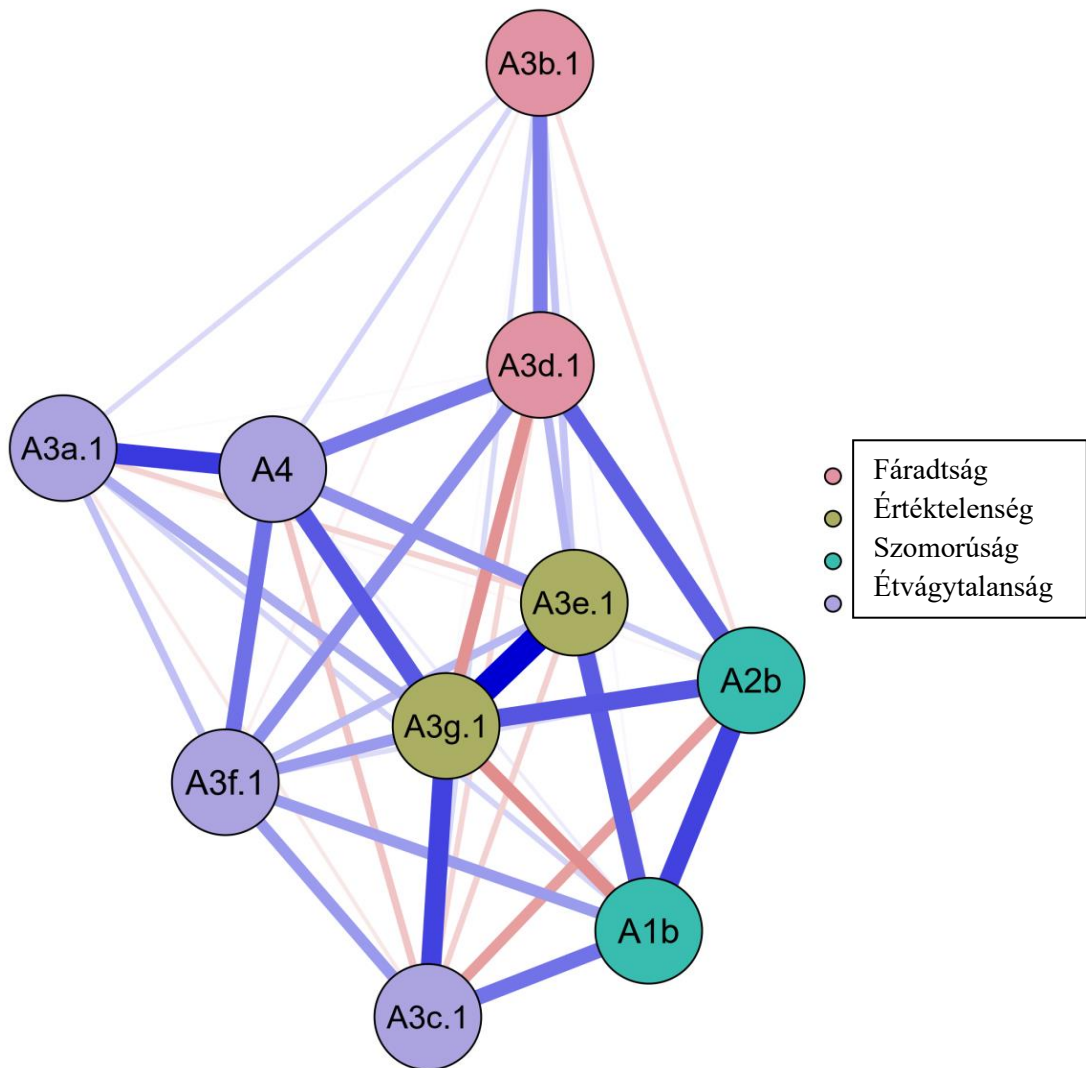 A3b.1
A3d.1
A3a.1
A4
Fáradtság
Értéktelenség
Szomorúság
Étvágytalanság
A3e.1
A2b
A3g.1
A3f.1
A1b
A3c.1